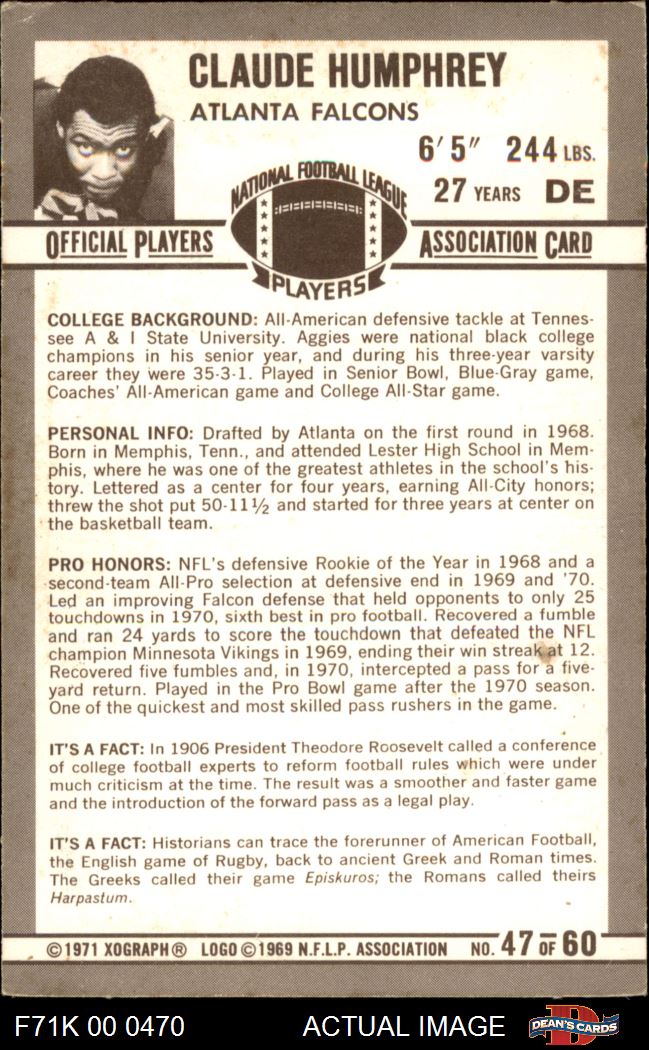 CLAUDE HUMPHREY
ATLANTA FALCONS
6'5" 244 LBS.
27 YEARS DE
NATIONAL FOOTBALL LEAGUE
OFFICIAL PLAYERS
ASSOCIATION CARD
PLAYERS
COLLEGE BACKGROUND: All-American defensive tackle at Tennes-
see A & I State University. Aggies were national black college
champions in his senior year, and during his three-year varsity
career they were 35-3-1. Played in Senior Bowl, Blue-Gray game,
Coaches' All-American game and College All-Star game.
PERSONAL INFO: Drafted by Atlanta on the first round in 1968.
Born in Memphis, Tenn., and attended Lester High School in Mem-
phis, where he was one of the greatest athletes in the school's his-
tory. Lettered as a center for four years, earning All-City honors;
threw the shot put 50-11½ and started for three years at center on
the basketball team.
PRO HONORS: NFL's defensive Rookie of the Year in 1968 and a
second-team All-Pro selection at defensive end in 1969 and '70.
Led an improving Falcon defense that held opponents to only 25
touchdowns in 1970, sixth best in pro football. Recovered a fumble
and ran 24 yards to score the touchdown that defeated the NFL
champion Minnesota Vikings in 1969, ending their win streak at 12.
Recovered five fumbles and, in 1970, intercepted a pass for a five-
yard return. Played in the Pro Bowl game after the 1970 season.
One of the quickest and most skilled pass rushers in the game.
IT'S A FACT: In 1906 President Theodore Roosevelt called a conference
of college football experts to reform football rules which were under
much criticism at the time. The result was a smoother and faster game
and the introduction of the forward pass as a legal play.
IT'S A FACT: Historians can trace the forerunner of American Football,
the English game of Rugby, back to ancient Greek and Roman times.
The Greeks called their game Episkuros; the Romans called theirs
Harpastum.
©1971 XOGRAPH® LOGO ©1969 N.F.L.P. ASSOCIATION NO. 47 OF 60
F71K 00 0470 ACTUAL IMAGE
D
DEAN'S CARDS